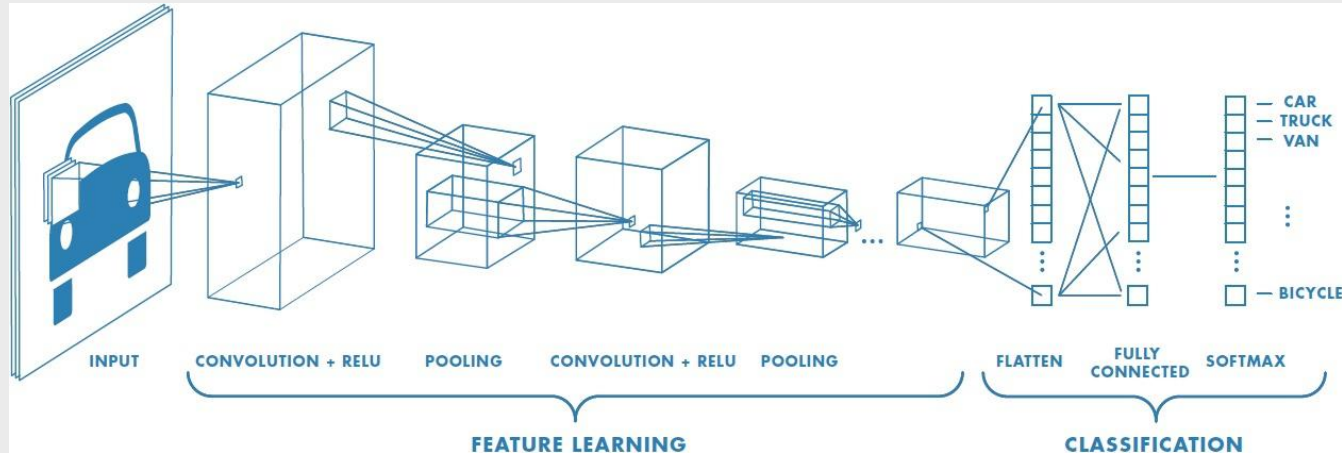 CAR
TRUCK
VAN
BICYCLE
INPUT
CONVOLUTION + RELU
POOLING
CONVOLUTION + RELU
POOLING
FLATTEN
FULLY
CONNECTED
SOFTMAX
FEATURE LEARNING
CLASSIFICATION